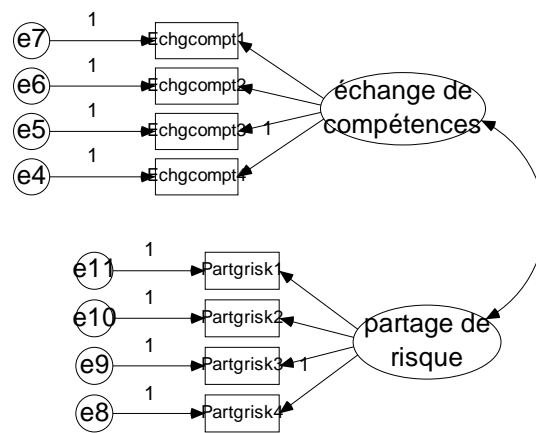 1
e7
Echgcompt1
1
e6
Echgcompt2
échange de
compétences
1
e5
Echgcompt3
1
1
e4
Echgcompt4
1
e11
Partgrisk1
1
e10
Partgrisk2
partage de
risque
1
e9
Partgrisk3
1
1
e8
Partgrisk4